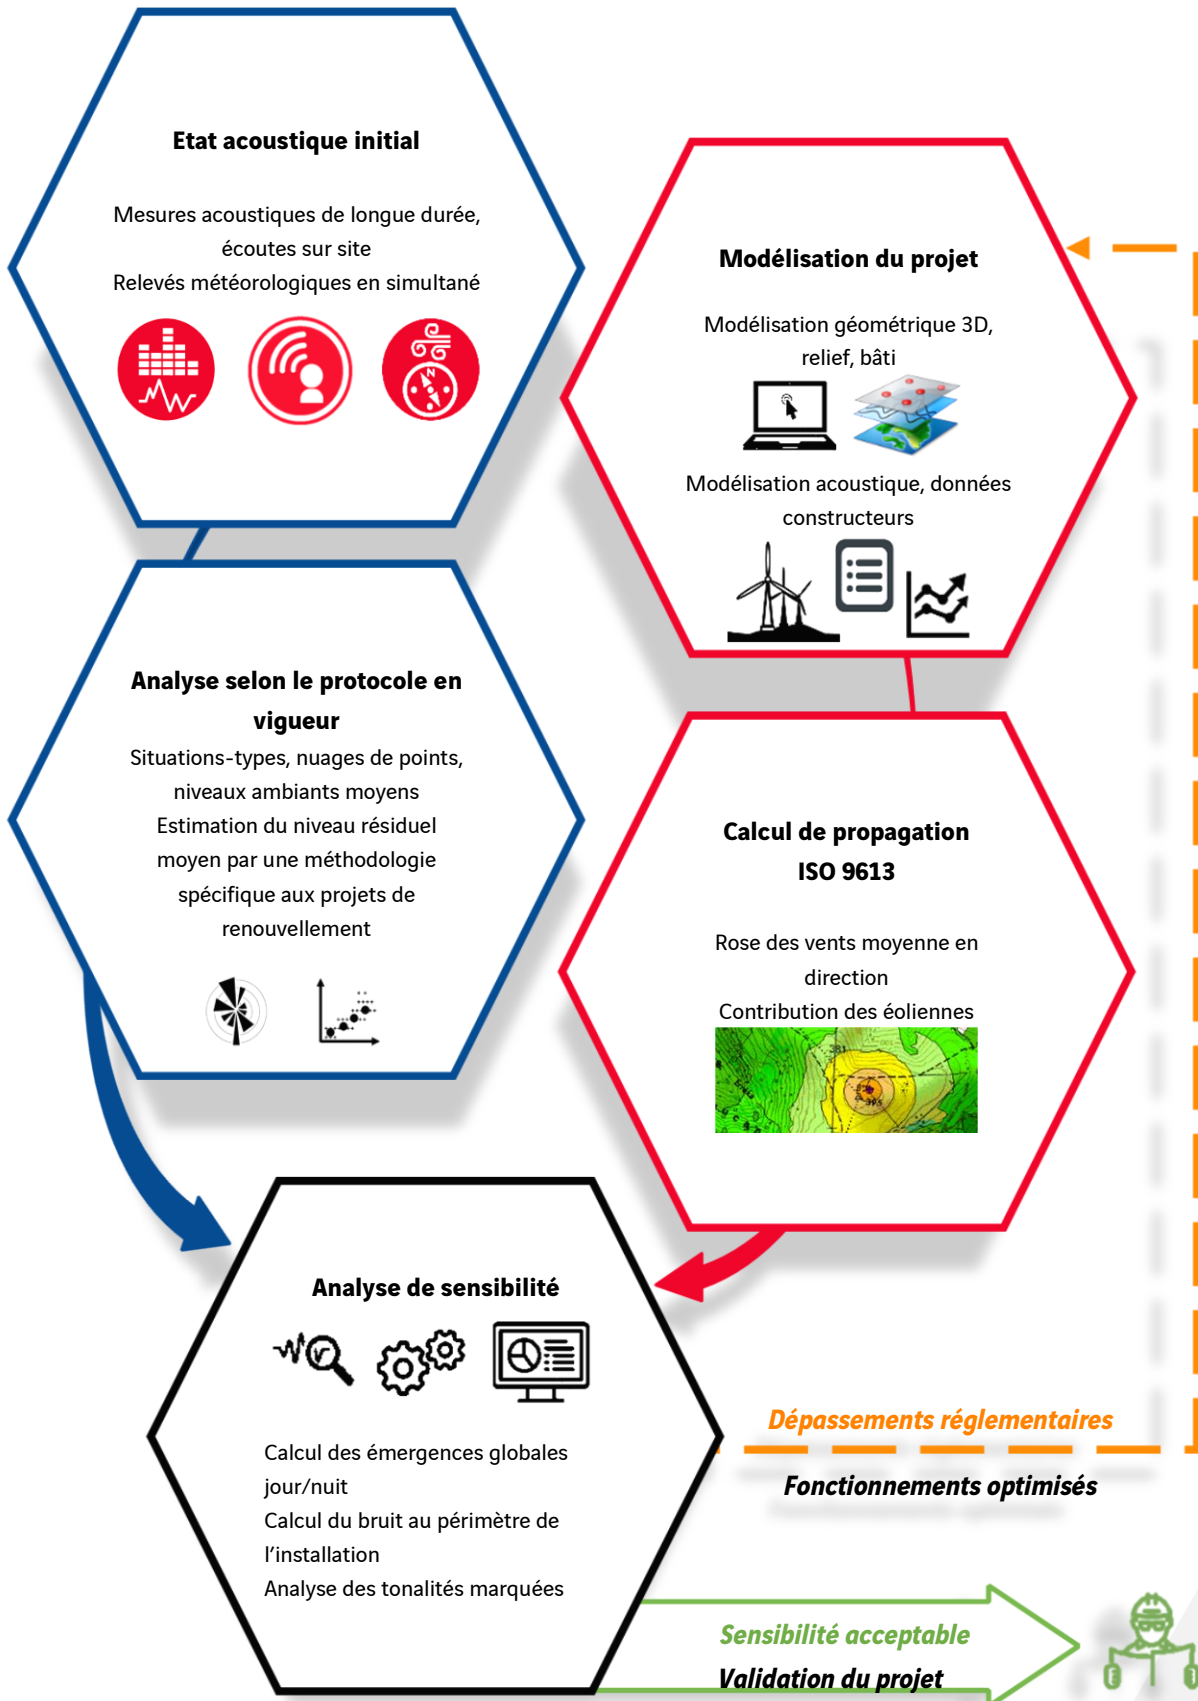 Etat acoustique initial
Mesures acoustiques de longue durée,
écoutes sur site
Relevés météorologiques en simultané
N
Modélisation du projet
Modélisation géométrique 3D,
relief, bâti
Modélisation acoustique, données
constructeurs
Analyse selon le protocole en
vigueur
Situations-types, nuages de points,
niveaux ambiants moyens
Estimation du niveau résiduel
moyen par une méthodologie
spécifique aux projets de
renouvellement
Calcul de propagation
ISO 9613
Rose des vents moyenne en
direction
Contribution des éoliennes
381
395
Analyse de sensibilité
Calcul des émergences globales
jour/nuit
Calcul du bruit au périmètre de
l'installation
Analyse des tonalités marquées
Dépassements réglementaires
Fonctionnements optimisés
Sensibilité acceptable
Validation du projet